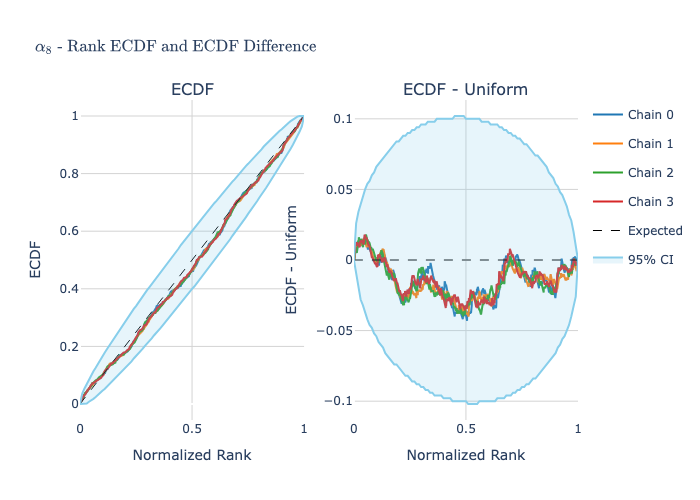 α₈ - Rank ECDF and ECDF Difference
ECDF
ECDF
1
0.8
0.6
0.4
0.2
0
0
0.5
1
Normalized Rank
ECDF - Uniform
ECDF - Uniform
0.1
0.05
0
−0.05
−0.1
0
0.5
1
Normalized Rank
Chain 0
Chain 1
Chain 2
Chain 3
Expected
95% CI